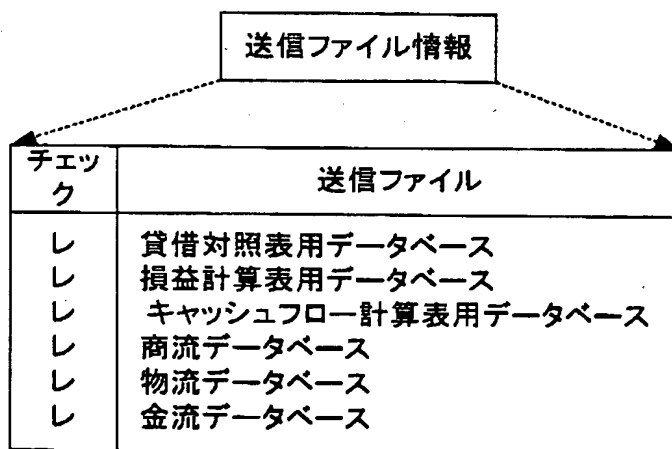 送信ファイル情報
チェッ
ク
送信ファイル
レ 貸借対照表用データベース
レ 損益計算表用データベース
レ キャッシュフロー計算表用データベース
レ 商流データベース
レ 物流データベース
レ 金流データベース